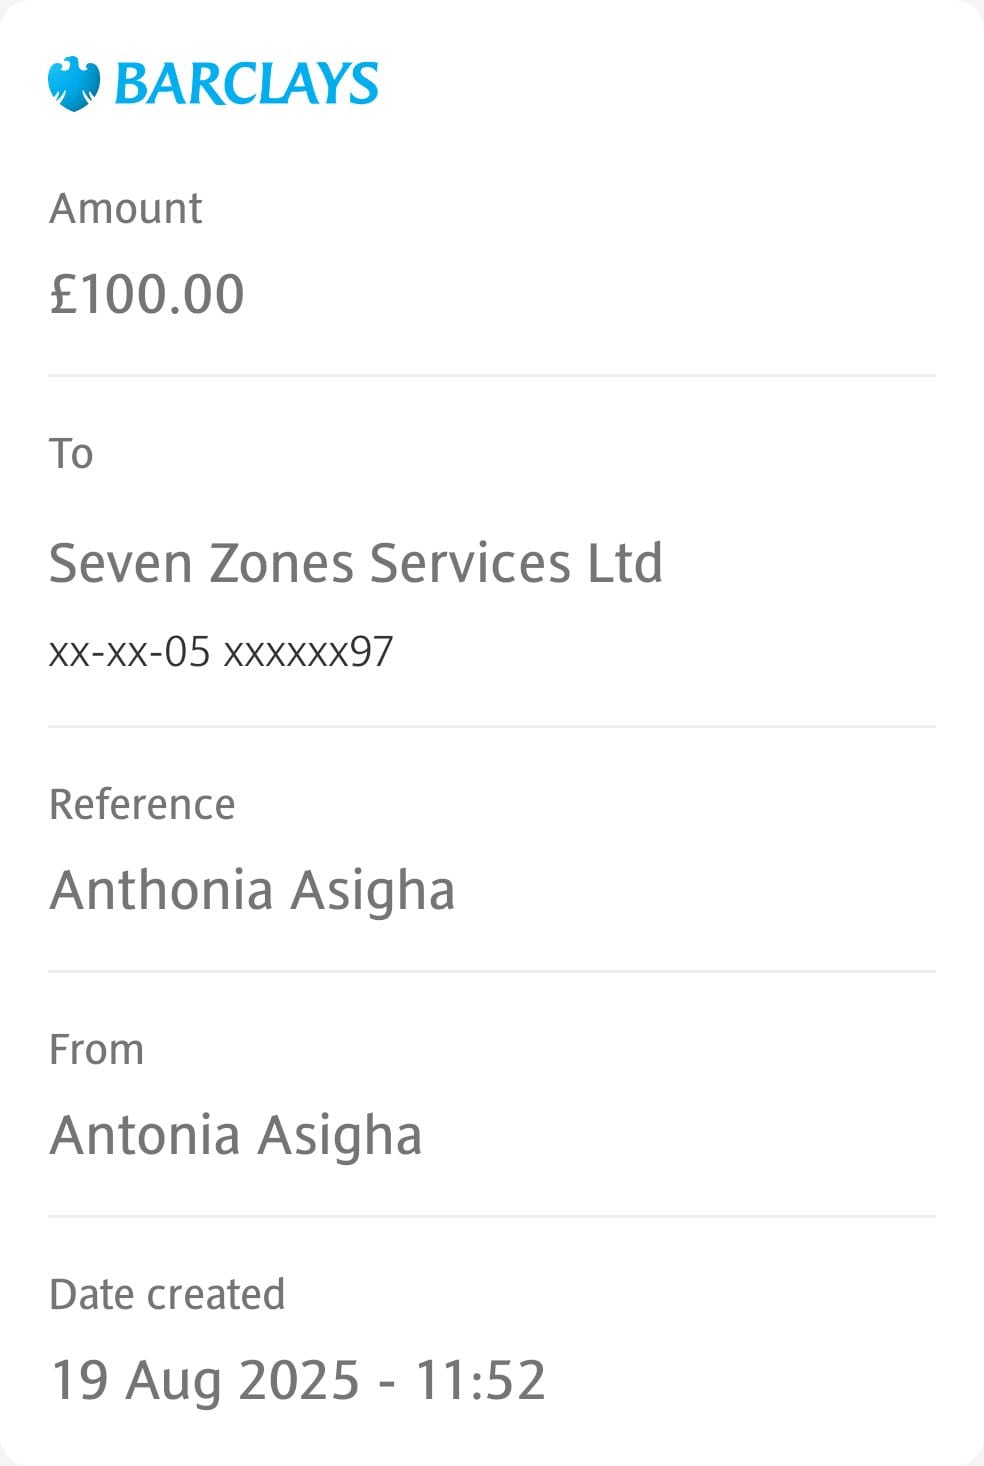 BARCLAYS
Amount
£100.00
To
Seven Zones Services Ltd
xx-xx-05 xxxxxx97
Reference
Anthonia Asigha
From
Antonia Asigha
Date created
19 Aug 2025 - 11:52